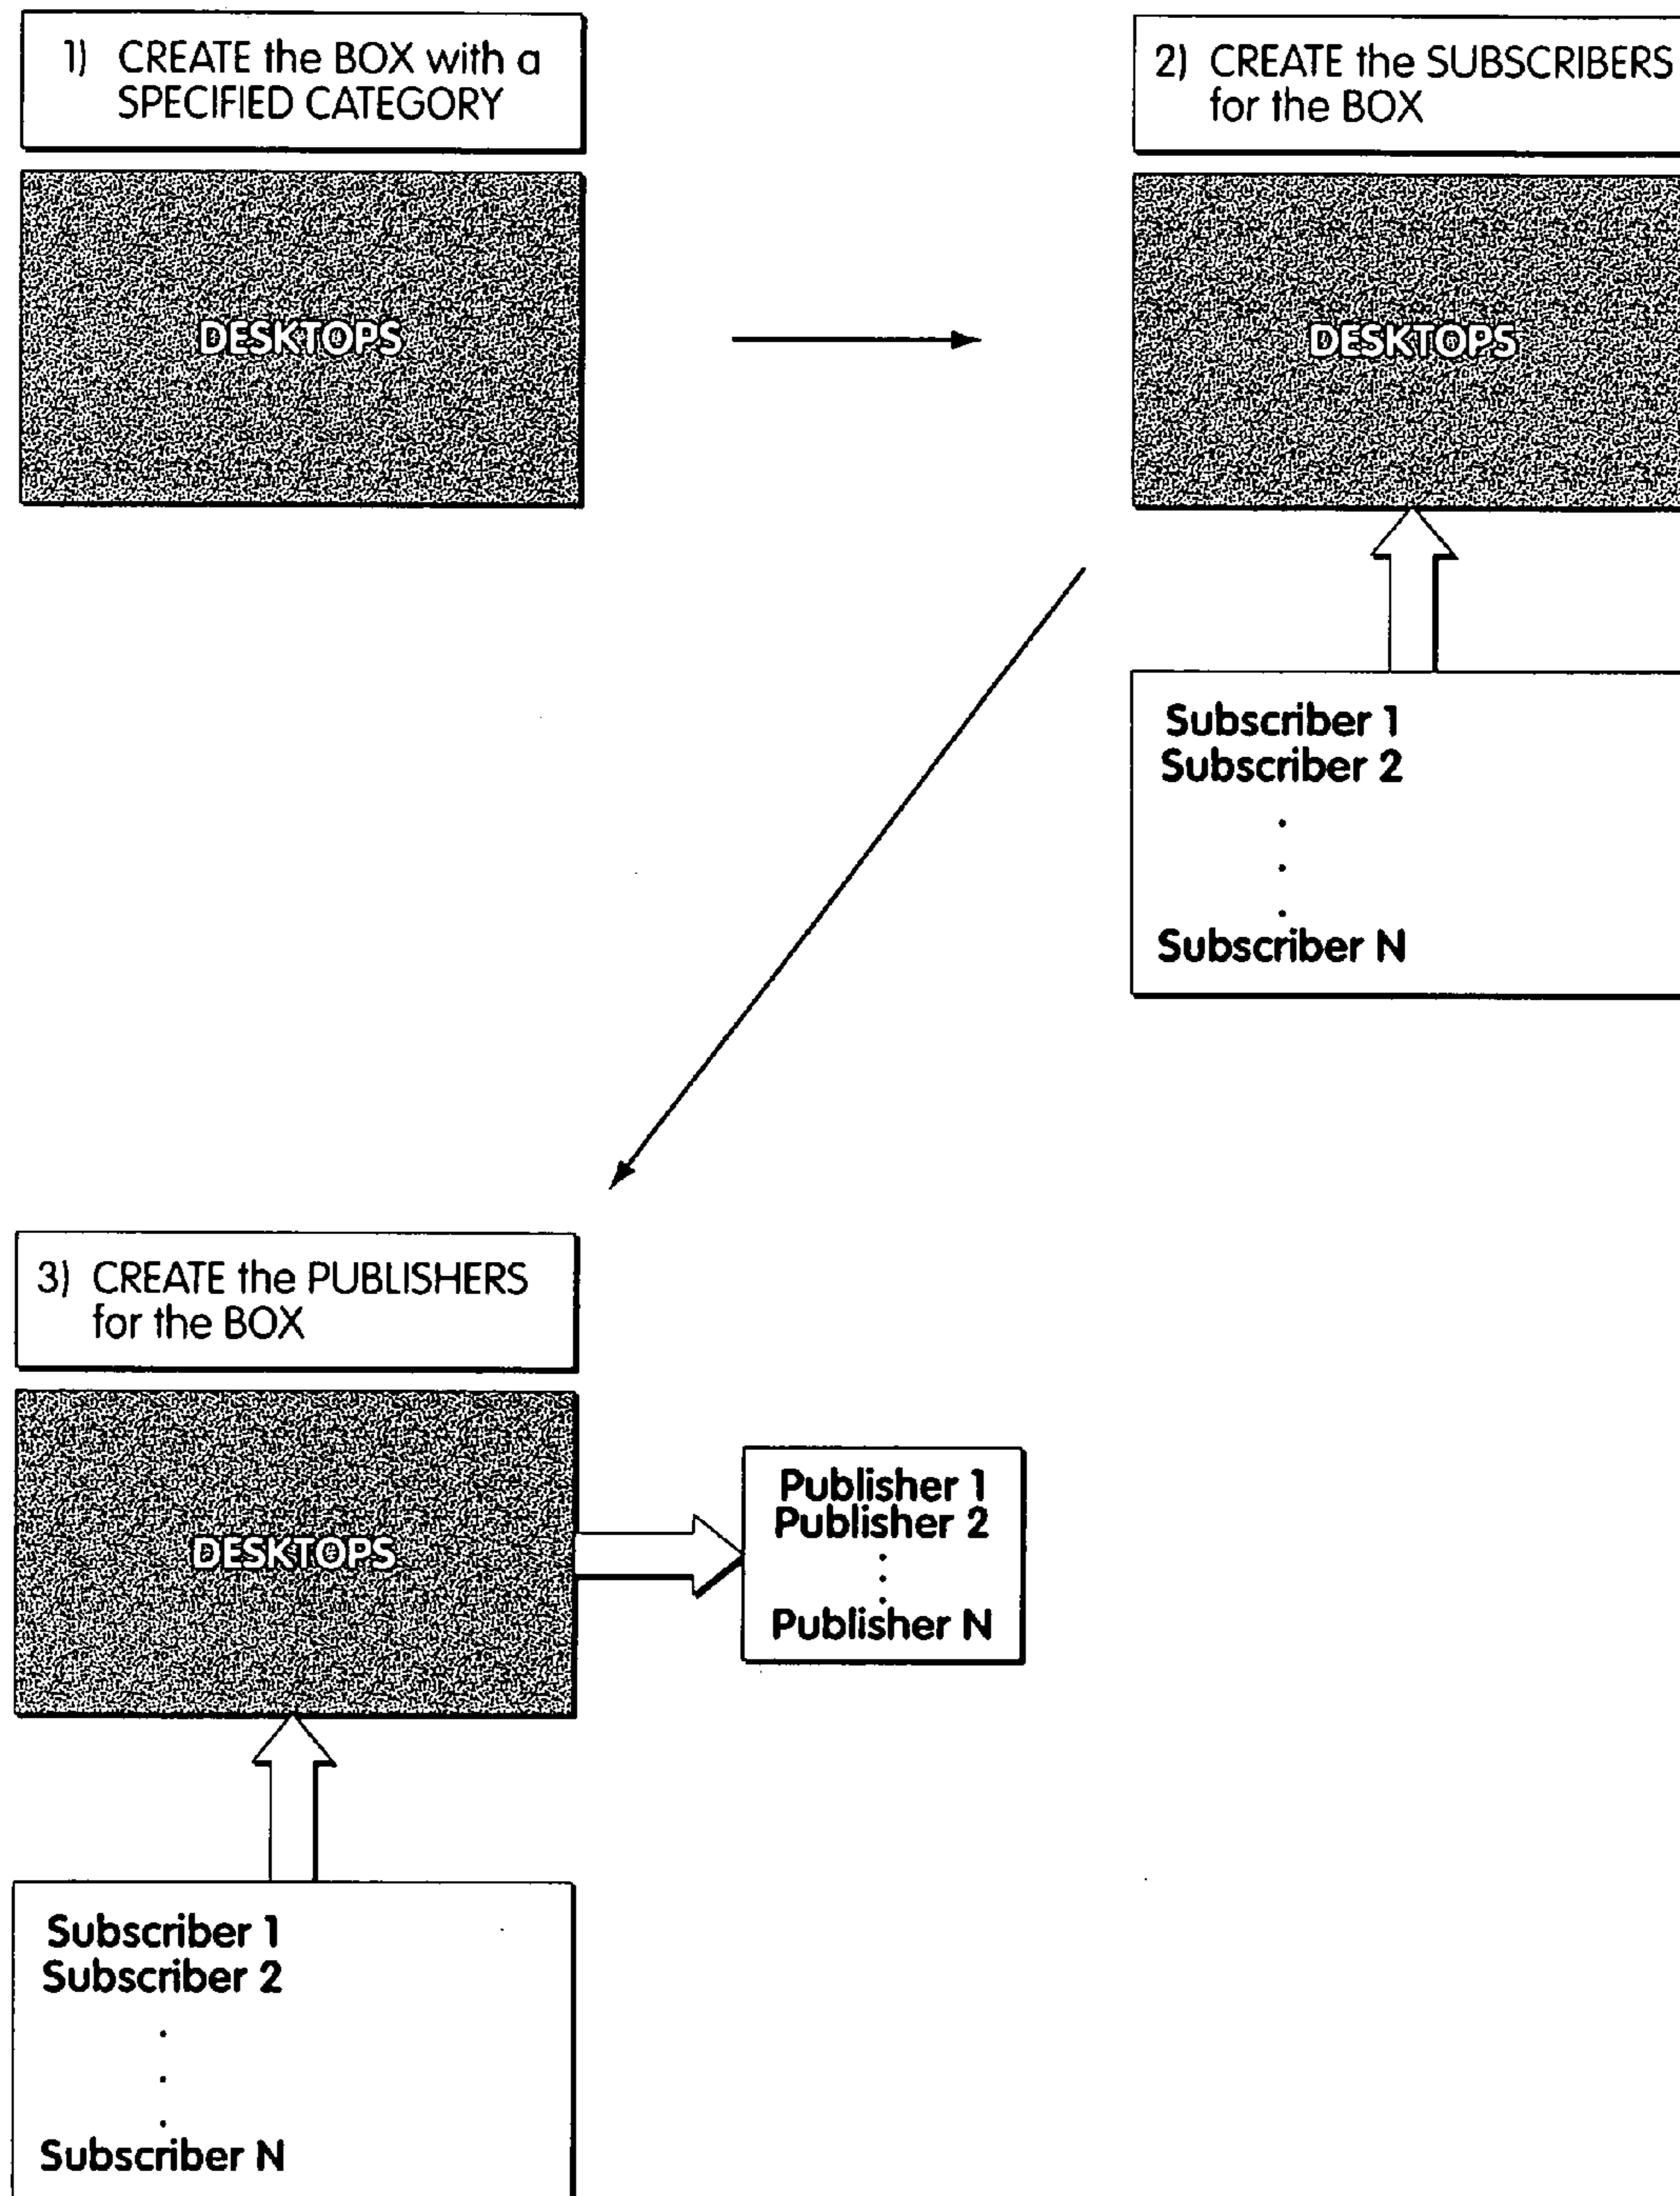 1) CREATE the BOX with a
SPECIFIED CATEGORY
DESKTOPS
2) CREATE the SUBSCRIBERS
for the BOX
DESKTOPS
Subscriber 1
Subscriber 2
.
.
.
Subscriber N
3) CREATE the PUBLISHERS
for the BOX
DESKTOPS
Publisher 1
Publisher 2
.
.
.
Publisher N
Subscriber 1
Subscriber 2
.
.
.
Subscriber N